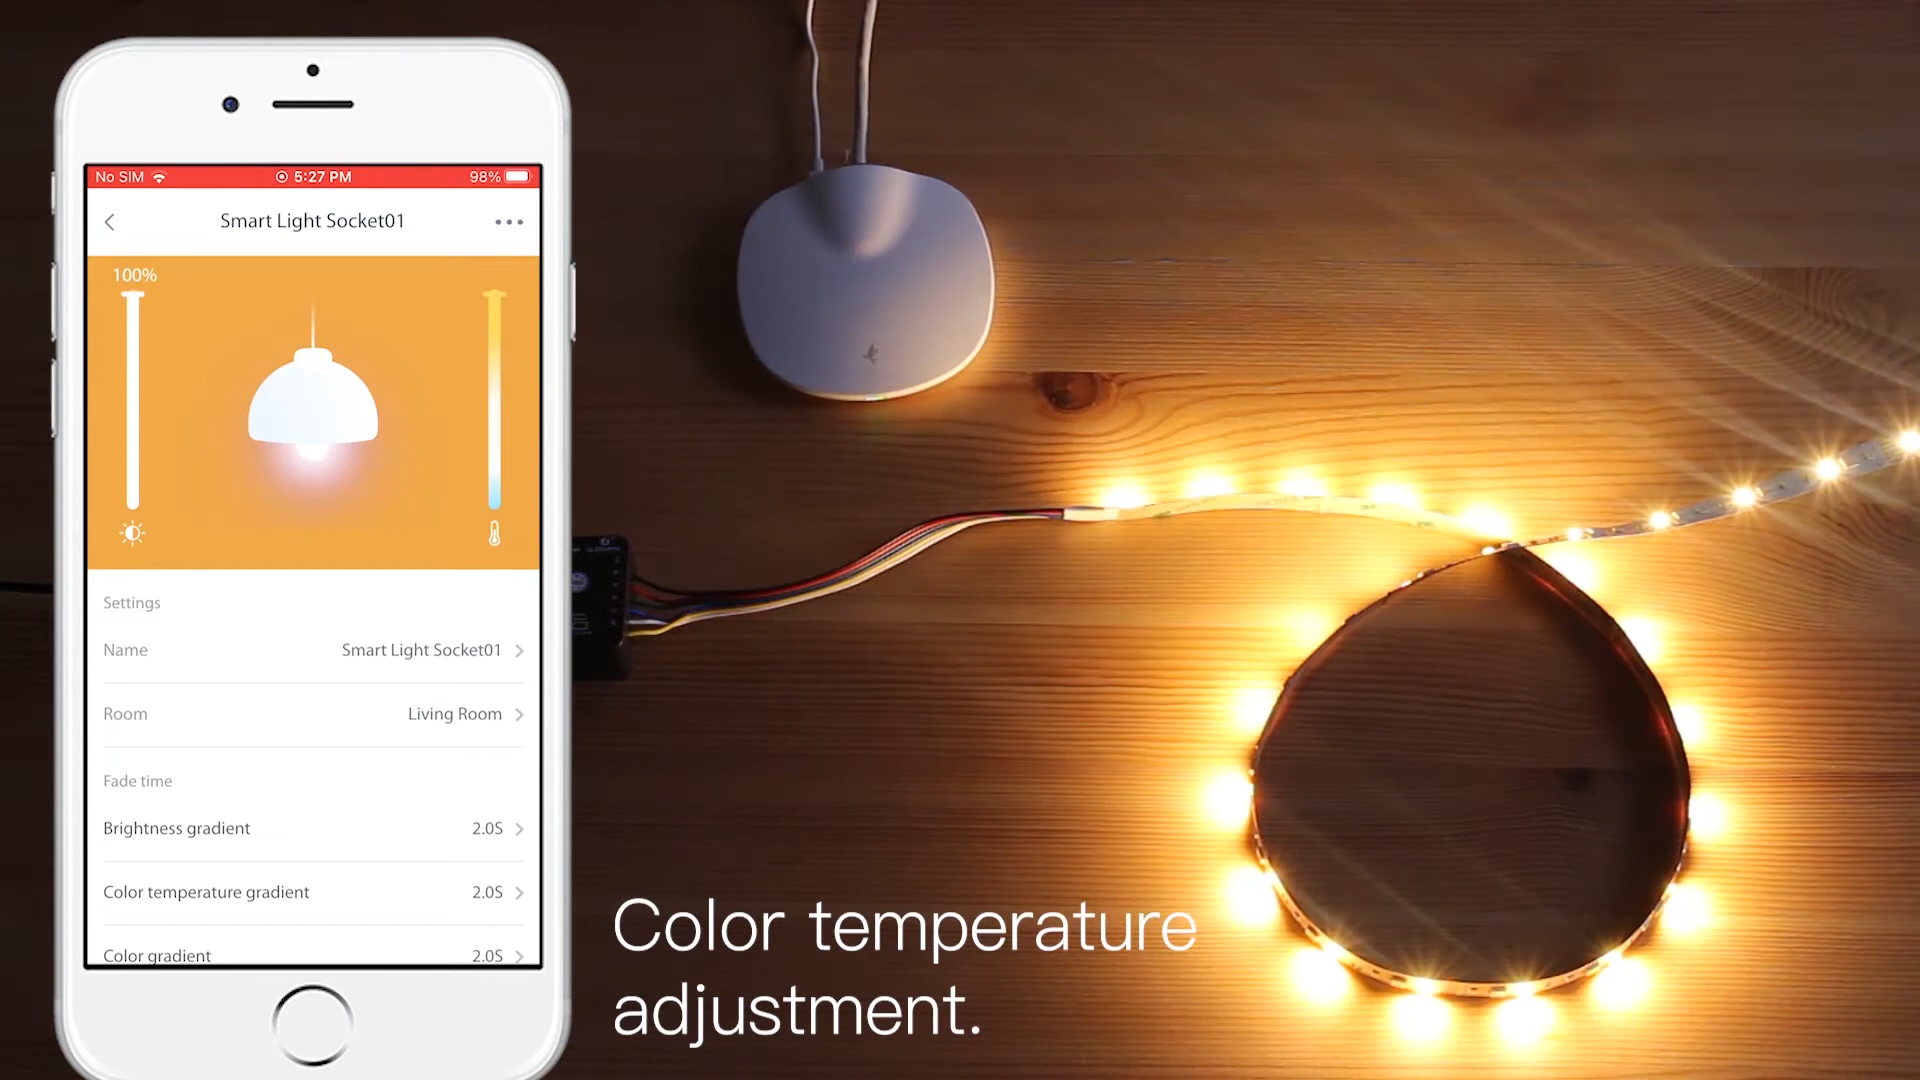 No SIM 5:27 PM 98%
Smart Light Socket01
100%
Settings
Name Smart Light Socket01
Room Living Room
Fade time
Brightness gradient 2.0S
Color temperature gradient 2.0S
Color gradient 2.0S
Color temperature
adjustment.